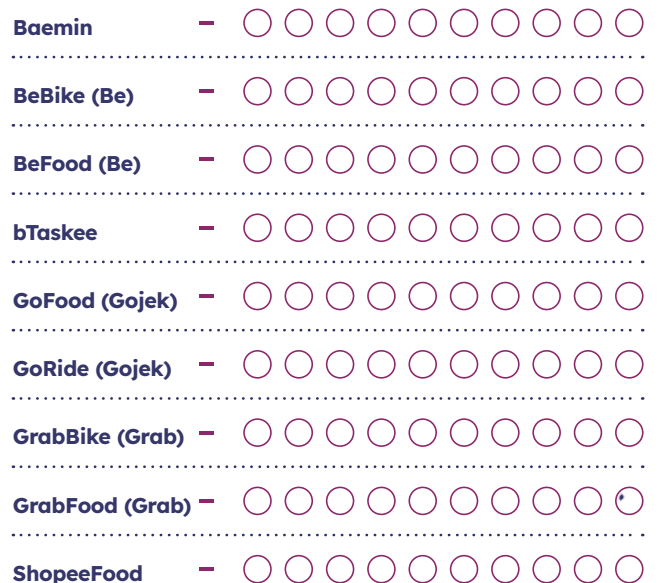 Baemin -
BeBike (Be) -
BeFood (Be) -
bTaskee -
GoFood (Gojek) -
GoRide (Gojek) -
GrabBike (Grab) -
GrabFood (Grab) -
ShopeeFood -